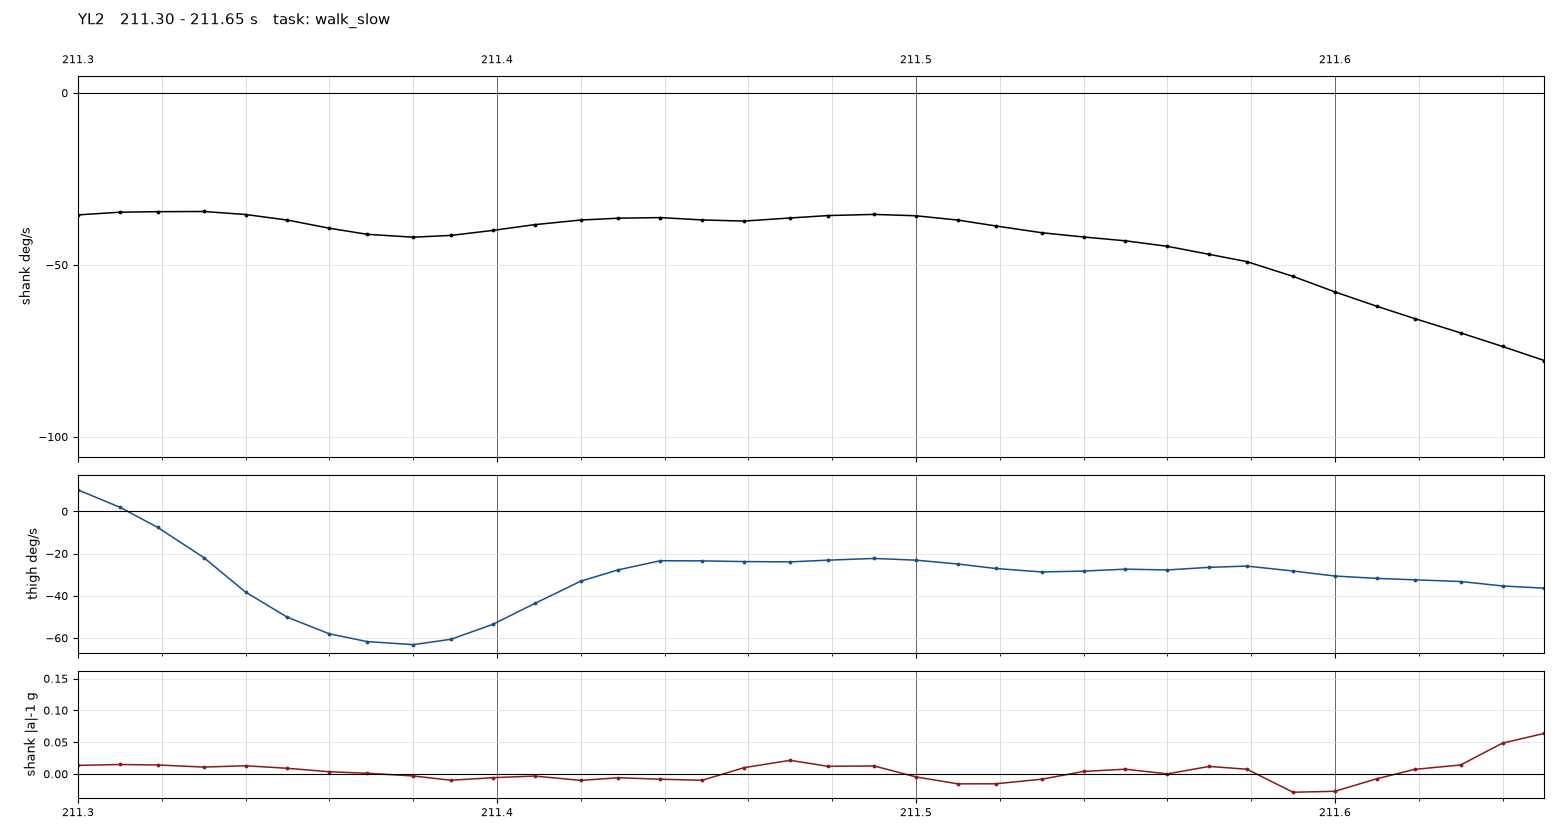 YL2 211.30 - 211.65 s task: walk_slow
211.3 211.4 211.5 211.6
0
−50
−100
shank deg/s
0
−20
−40
−60
thigh deg/s
0.15
0.10
0.05
0.00
shank |a|-1 g
211.3 211.4 211.5 211.6